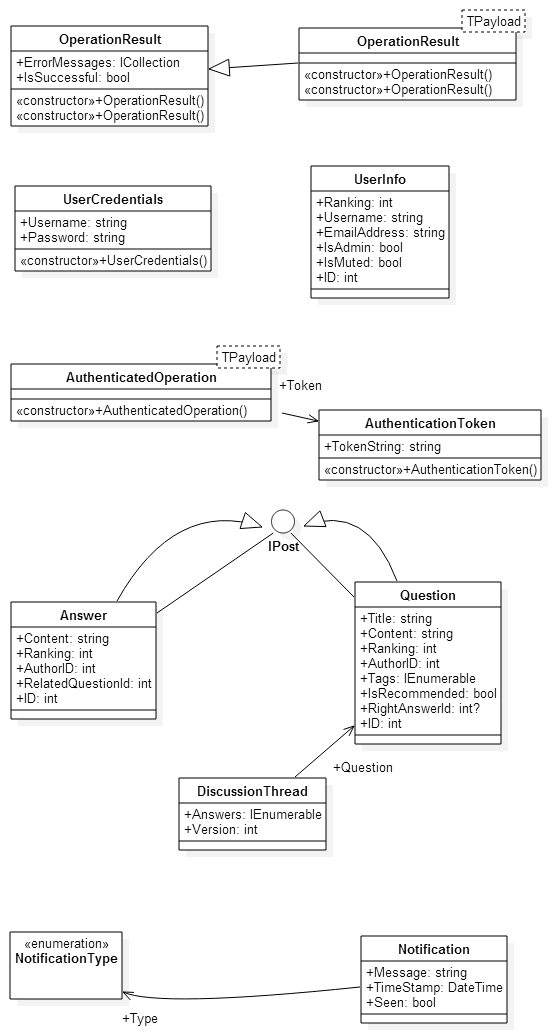 TPayload
OperationResult
+ErrorMessages: ICollection
+IsSuccessful: bool
«constructor»+OperationResult()
«constructor»+OperationResult()
OperationResult
«constructor»+OperationResult()
«constructor»+OperationResult()
UserCredentials
+Username: string
+Password: string
«constructor»+UserCredentials()
UserInfo
+Ranking: int
+Username: string
+EmailAddress: string
+IsAdmin: bool
+IsMuted: bool
+ID: int
TPayload
AuthenticatedOperation
«constructor»+AuthenticatedOperation()
+Token
AuthenticationToken
+TokenString: string
«constructor»+AuthenticationToken()
IPost
Answer
+Content: string
+Ranking: int
+AuthorID: int
+RelatedQuestionId: int
+ID: int
Question
+Title: string
+Content: string
+Ranking: int
+AuthorID: int
+Tags: IEnumerable
+IsRecommended: bool
+RightAnswerId: int?
+ID: int
+Question
DiscussionThread
+Answers: IEnumerable
+Version: int
«enumeration»
NotificationType
+Type
Notification
+Message: string
+TimeStamp: DateTime
+Seen: bool